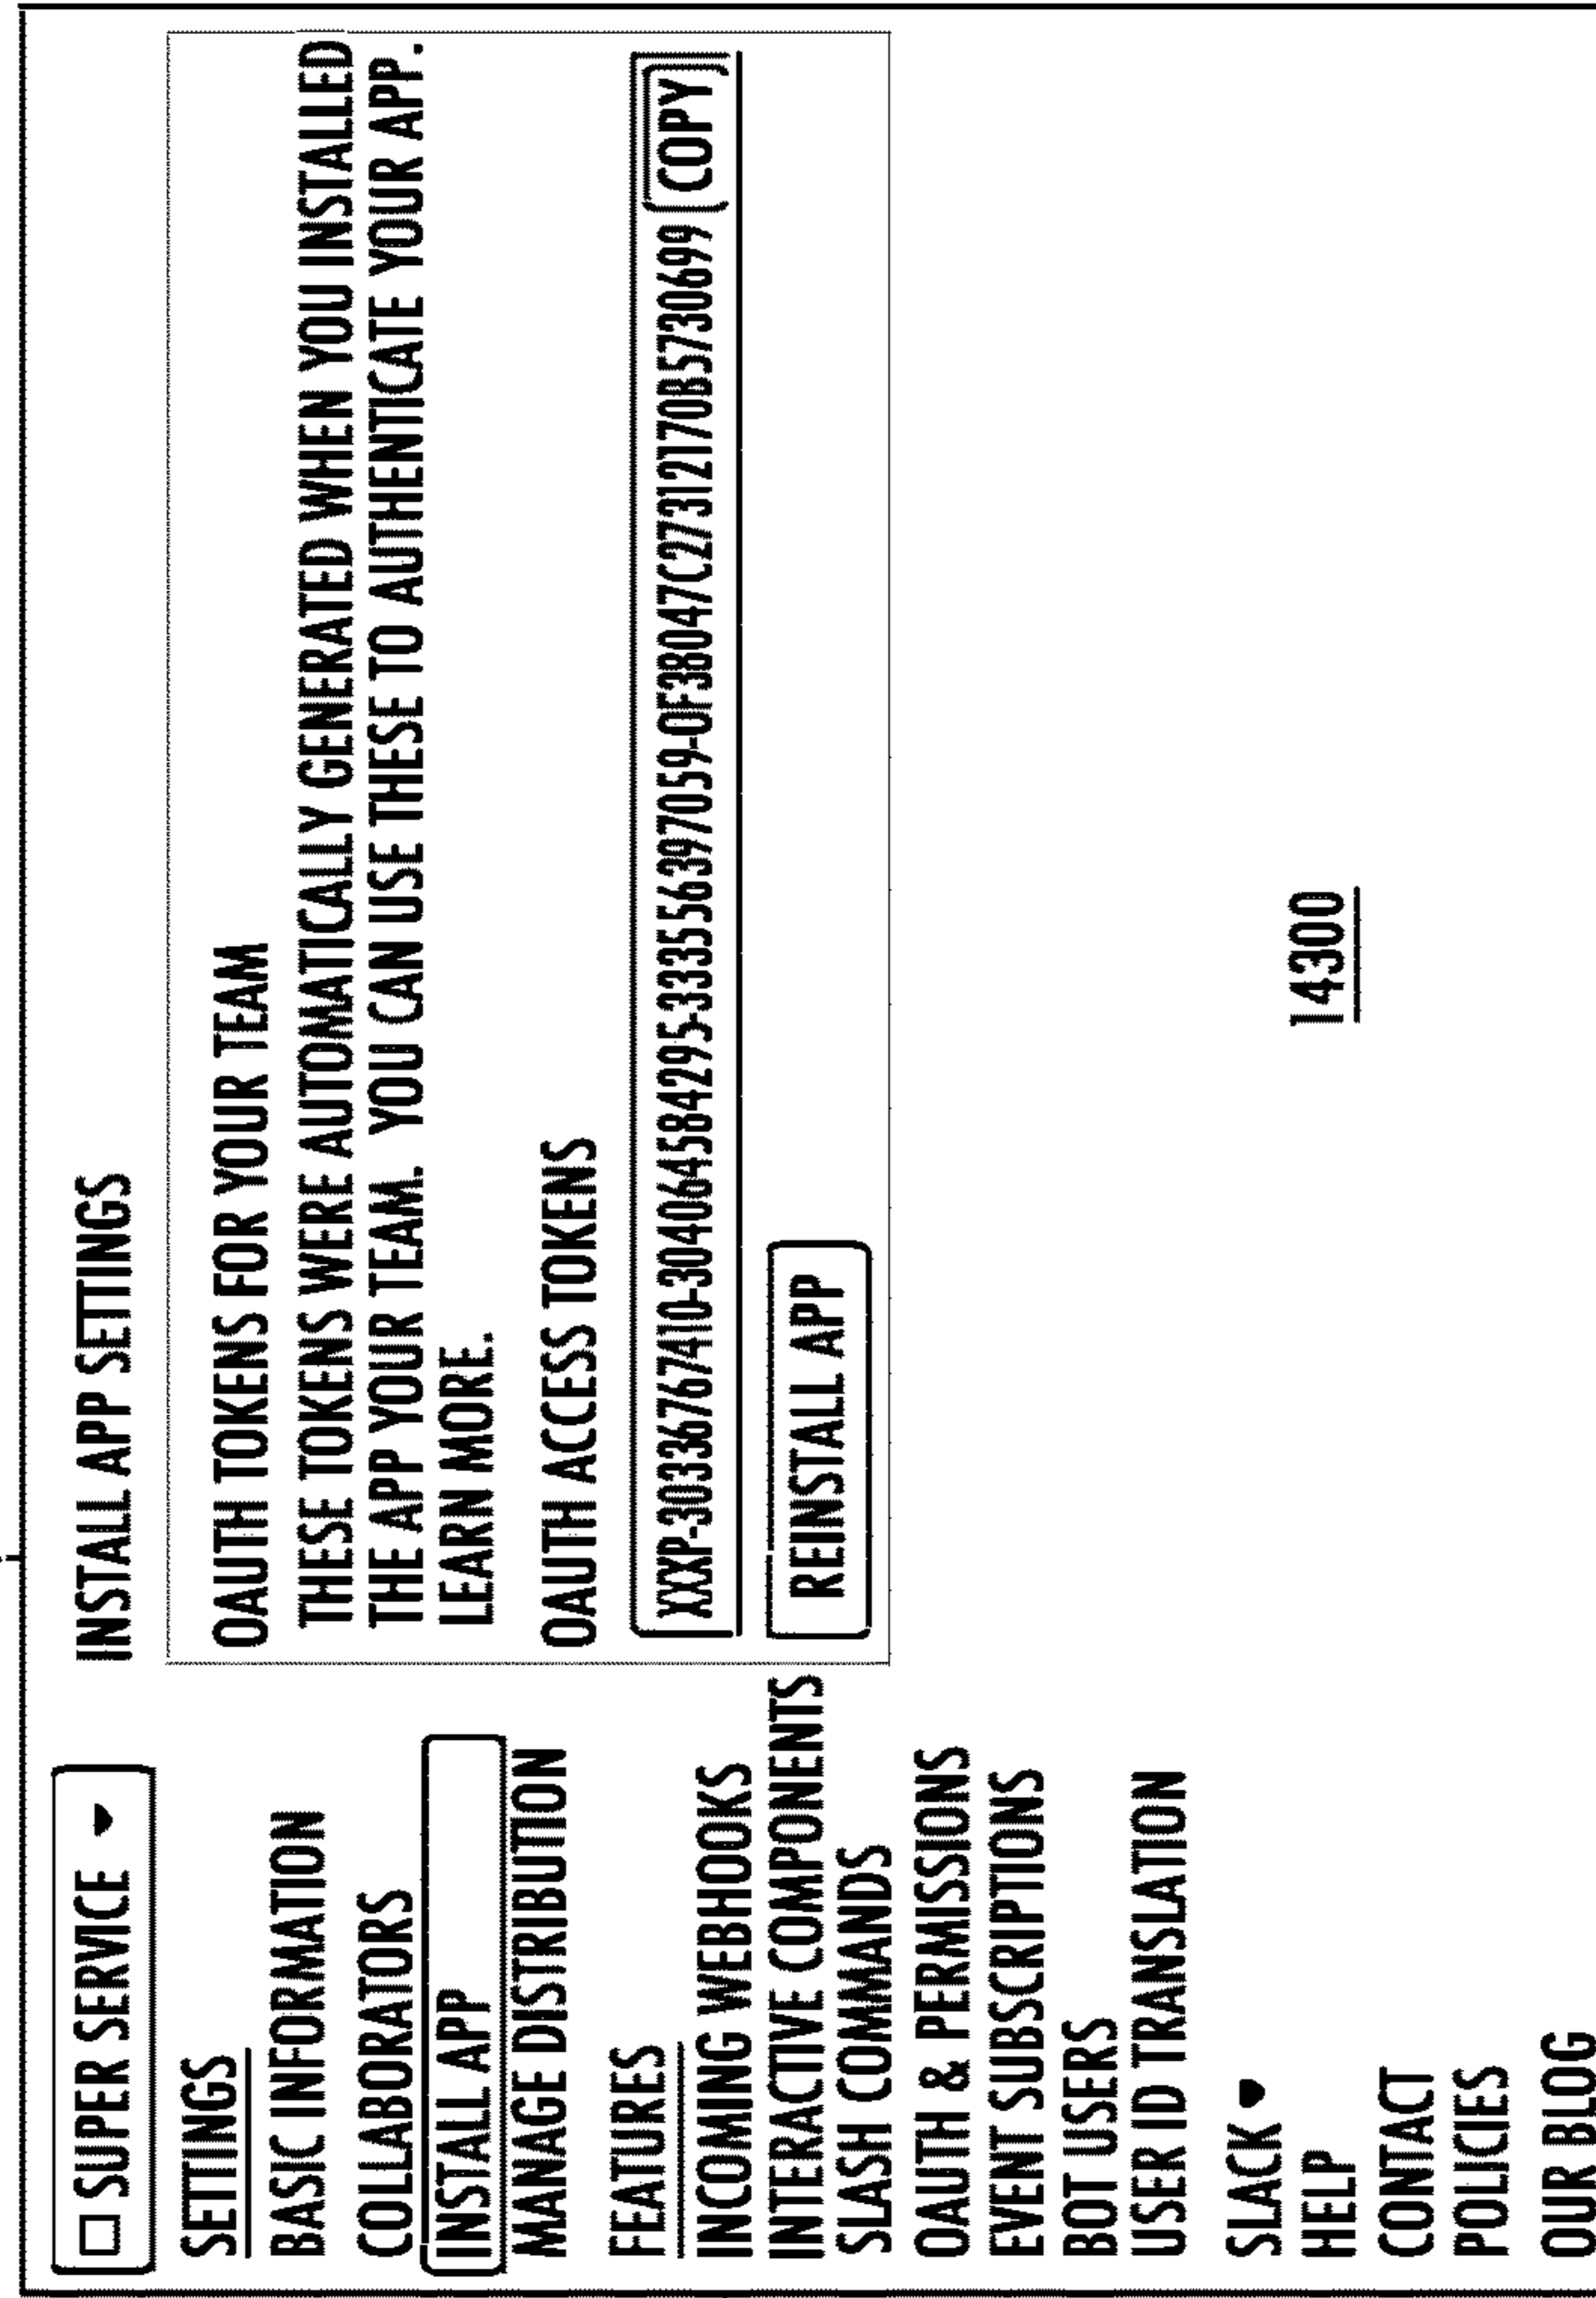 SUPER SERVICE
SETTINGS
BASIC INFORMATION
COLLABORATORS
INSTALL APP
MANAGE DISTRIBUTION
FEATURES
INCOMING WEBHOOKS
INTERACTIVE COMPONENTS
SLASH COMMANDS
OAUTH & PERMISSIONS
EVENT SUBSCRIPTIONS
BOT USERS
USER ID TRANSLATION
SLACK
HELP
CONTACT
POLICIES
OUR BLOG
INSTALL APP SETTINGS
OAUTH TOKENS FOR YOUR TEAM
THESE TOKENS WERE AUTOMATICALLY GENERATED WHEN YOU INSTALLED
THE APP YOUR TEAM. YOU CAN USE THESE TO AUTHENTICATE YOUR APP.
LEARN MORE.
OAUTH ACCESS TOKENS
XXXP-303367677410-304064584295-333556397059-0F38047C27312170B5730699 COPY
REINSTALL APP
14300